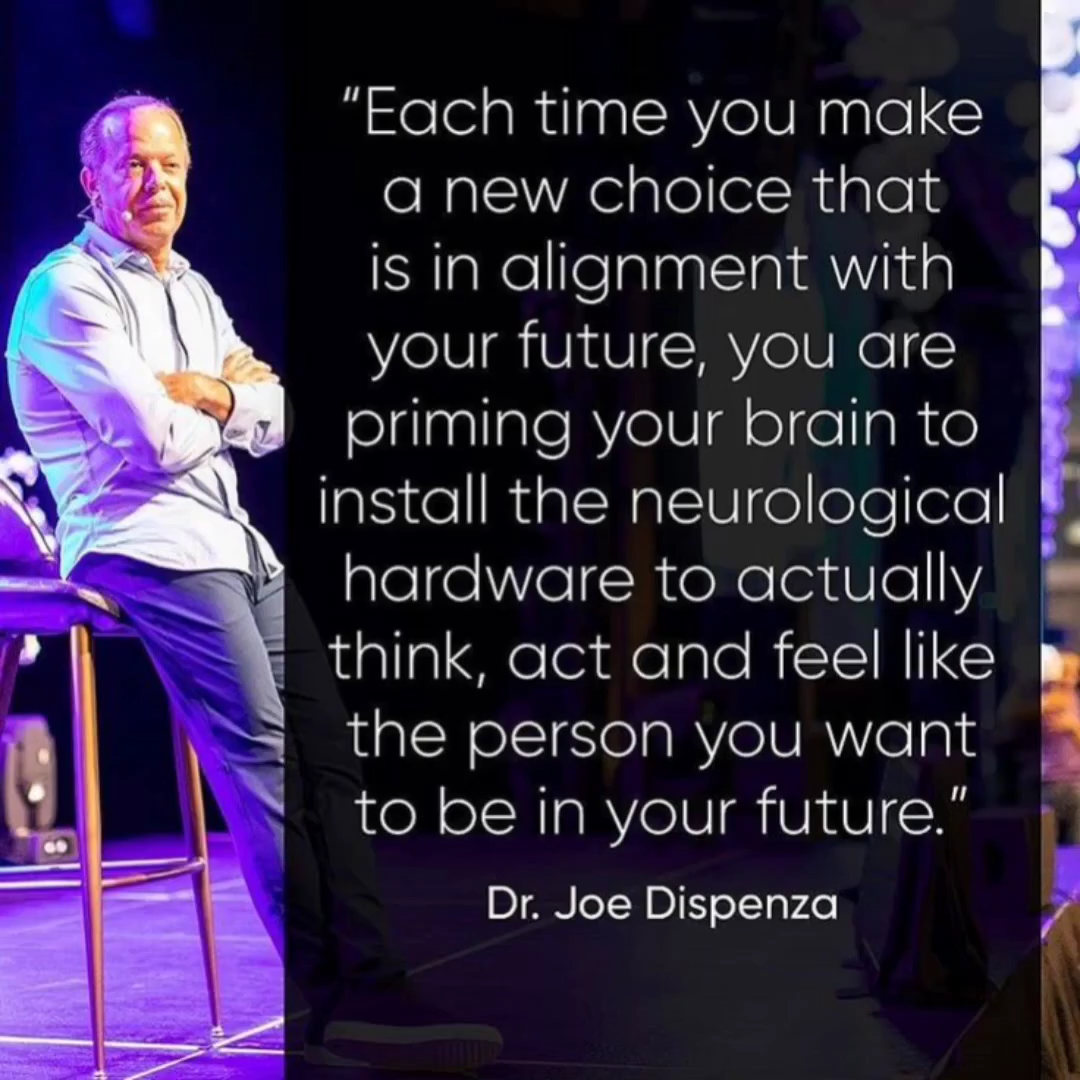 “Each time you make
a new choice that
is in alignment with
your future, you are
priming your brain to
install the neurological
hardware to actually
think, act and feel like
the person you want
to be in your future.”
Dr. Joe Dispenza